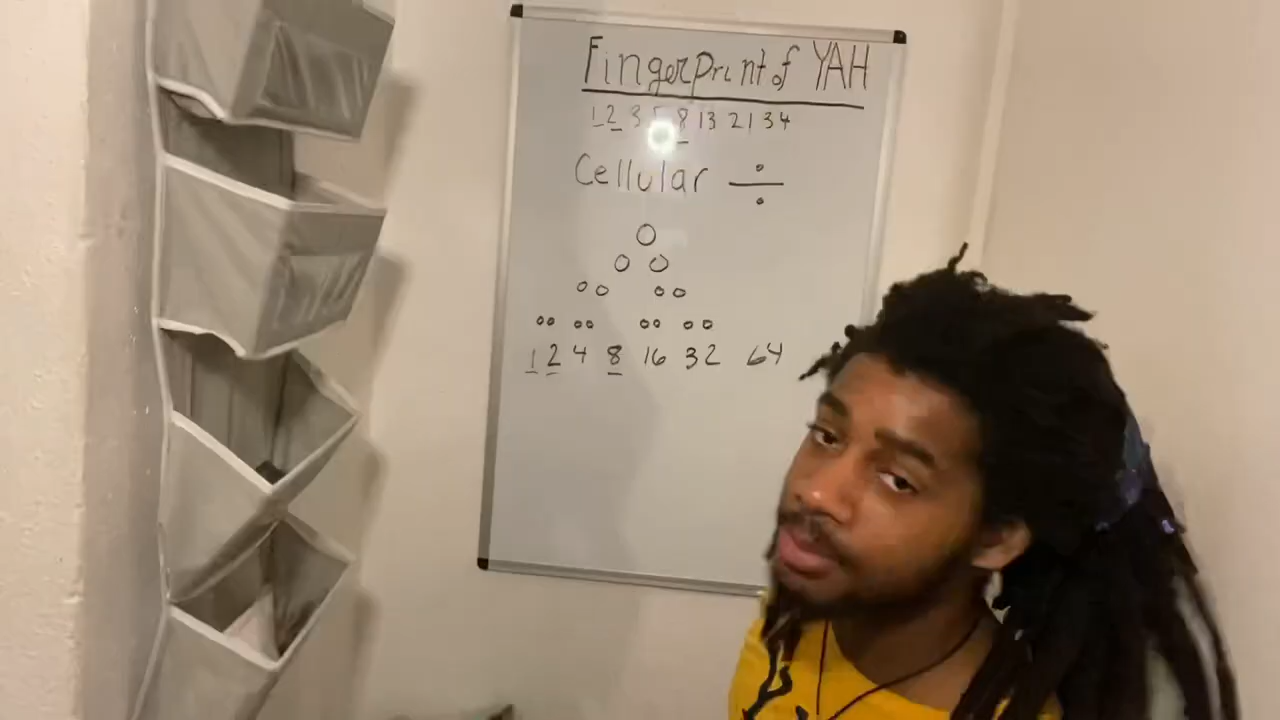 Fingerprint of YAH
1 2 3 5 8 13 21 34
Cellular ÷
1 2 4 8 16 32 64